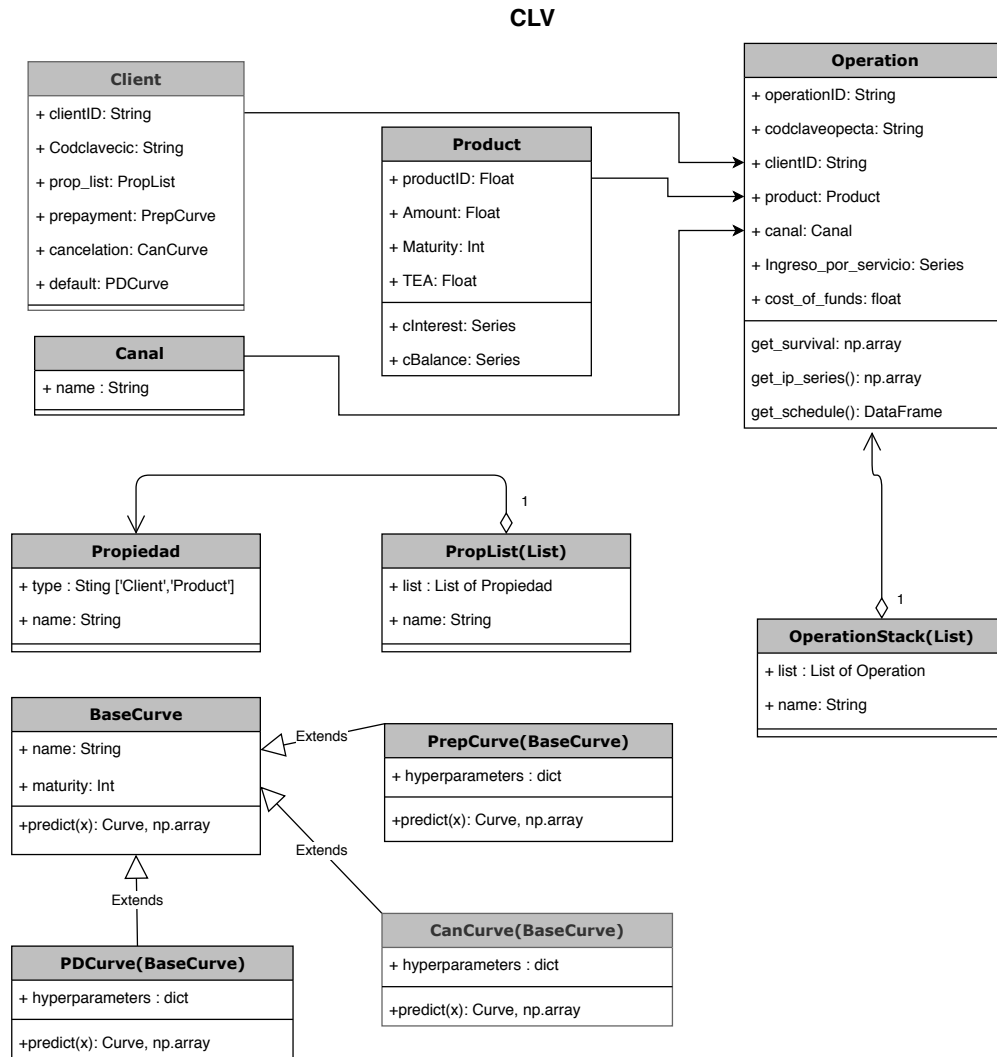 CLV
Client
+ clientID: String
+ Codclavecic: String
+ prop_list: PropList
+ prepayment: PrepCurve
+ cancelation: CanCurve
+ default: PDCurve
Product
+ productID: Float
+ Amount: Float
+ Maturity: Int
+ TEA: Float
+ cInterest: Series
+ cBalance: Series
Operation
+ operationID: String
+ codclaveopecta: String
+ clientID: String
+ product: Product
+ canal: Canal
+ Ingreso_por_servicio: Series
+ cost_of_funds: float
get_survival: np.array
get_ip_series(): np.array
get_schedule(): DataFrame
Canal
+ name : String
1
Propiedad
+ type : Sting ['Client','Product']
+ name: String
PropList(List)
+ list : List of Propiedad
+ name: String
1
OperationStack(List)
+ list : List of Operation
+ name: String
BaseCurve
+ name: String
+ maturity: Int
+predict(x): Curve, np.array
Extends
PrepCurve(BaseCurve)
+ hyperparameters : dict
+predict(x): Curve, np.array
Extends
Extends
CanCurve(BaseCurve)
+ hyperparameters : dict
+predict(x): Curve, np.array
PDCurve(BaseCurve)
+ hyperparameters : dict
+predict(x): Curve, np.array